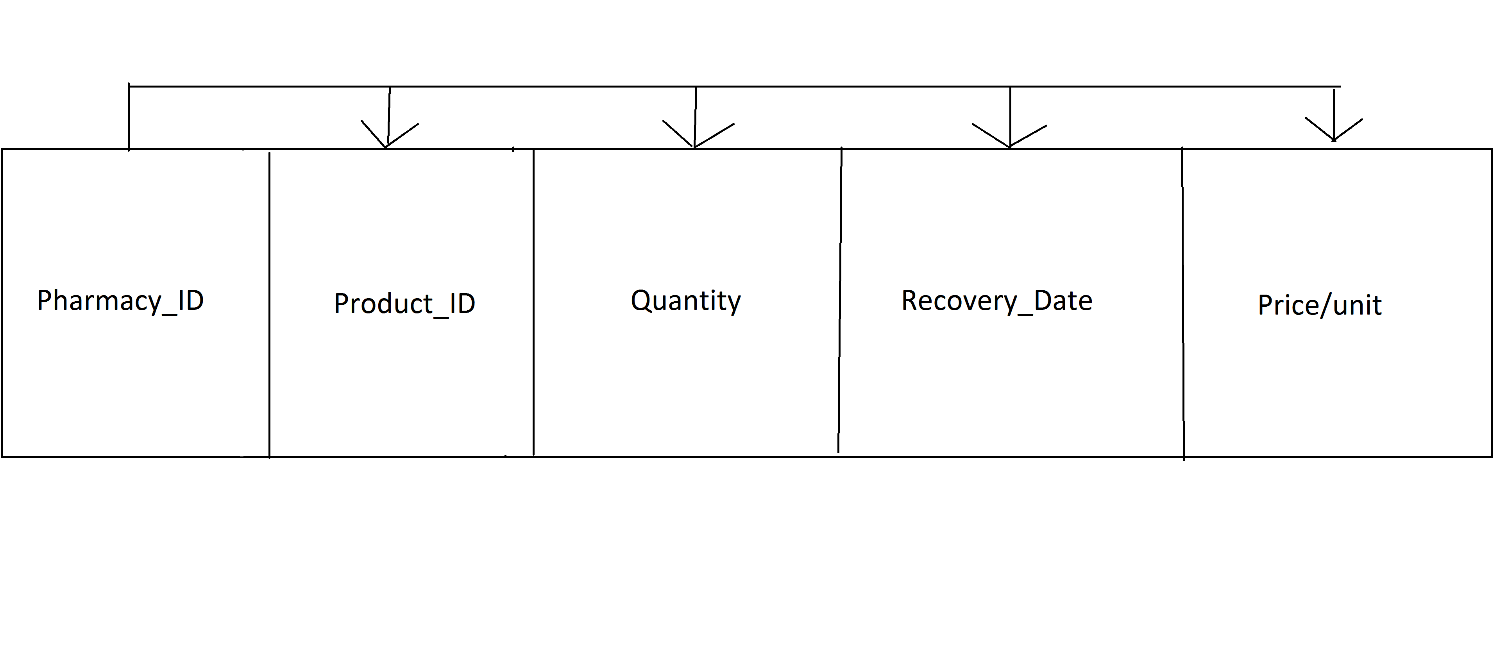 Pharmacy_ID
Product_ID
Quantity
Recovery_Date
Price/unit